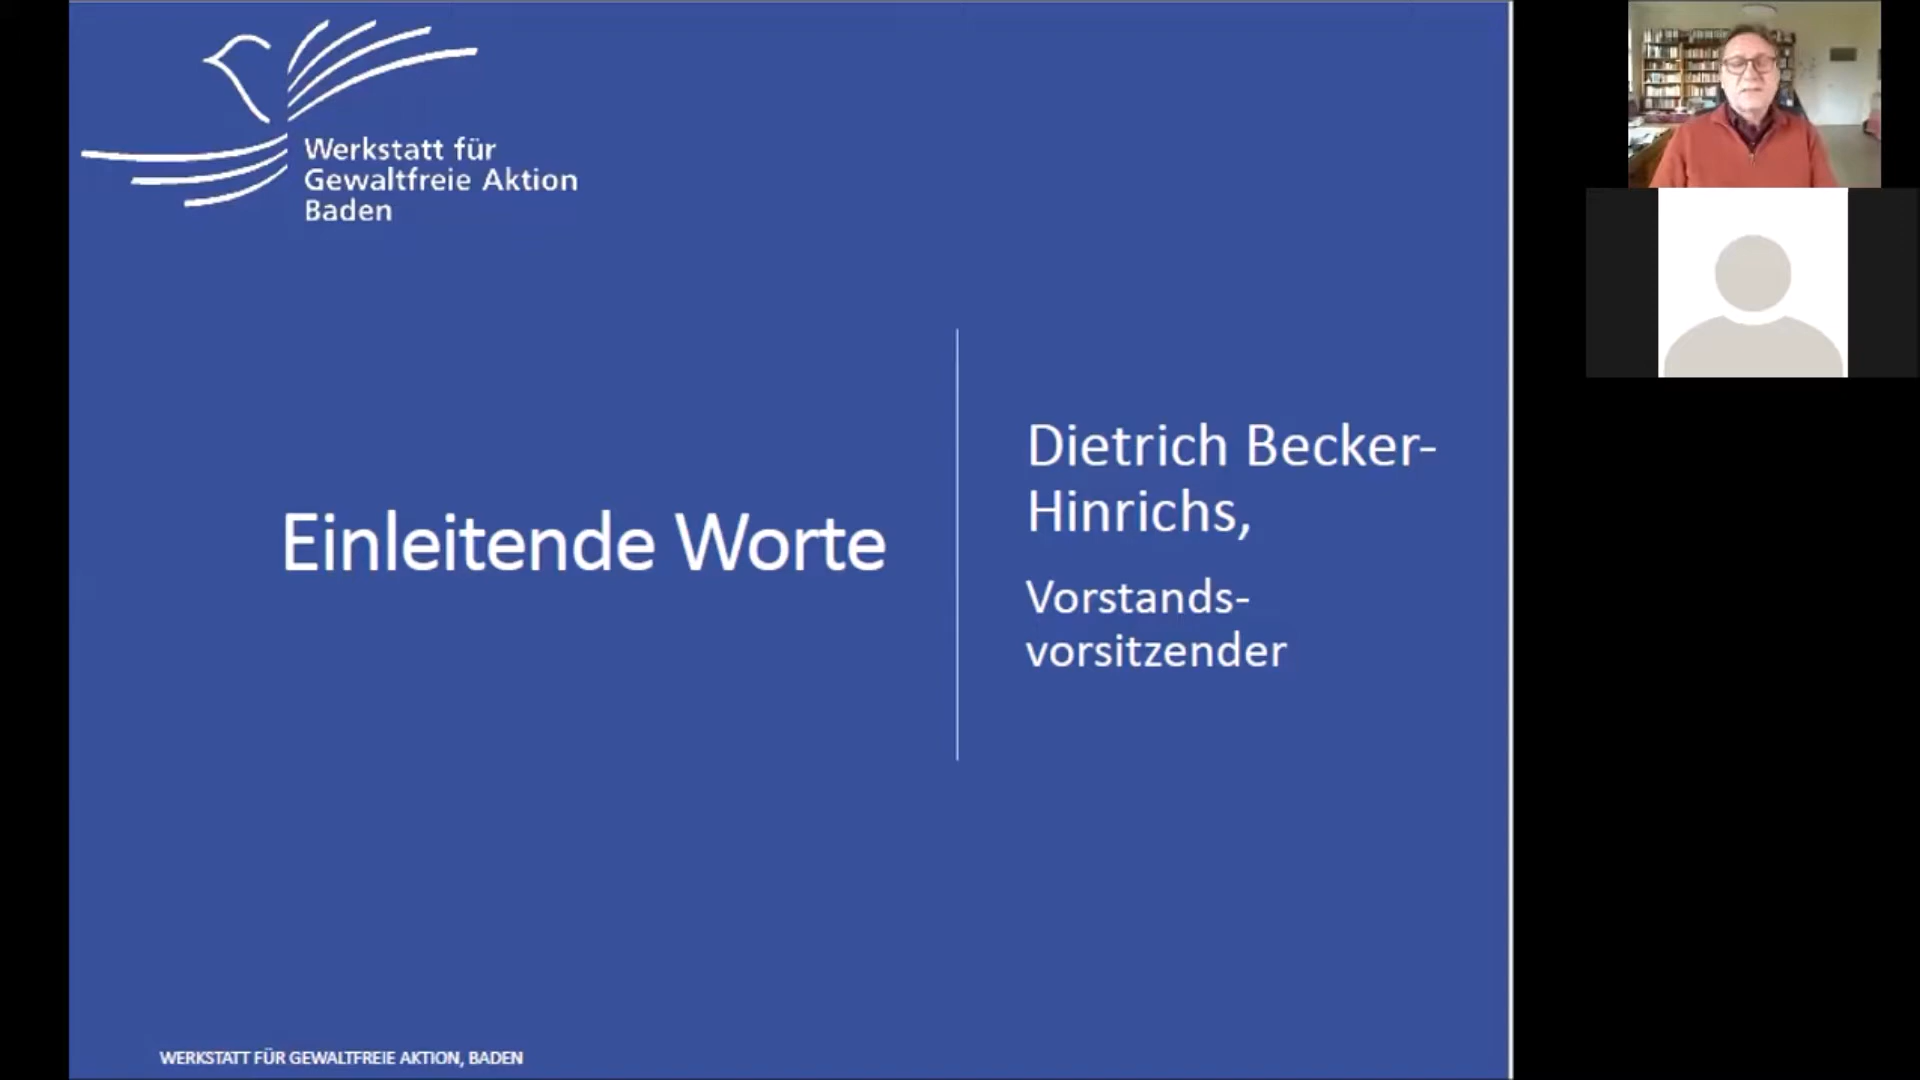 Werkstatt für
Gewaltfreie Aktion
Baden
Einleitende Worte
Dietrich Becker-
Hinrichs,
Vorstands-
vorsitzender
WERKSTATT FÜR GEWALTFREIE AKTION, BADEN